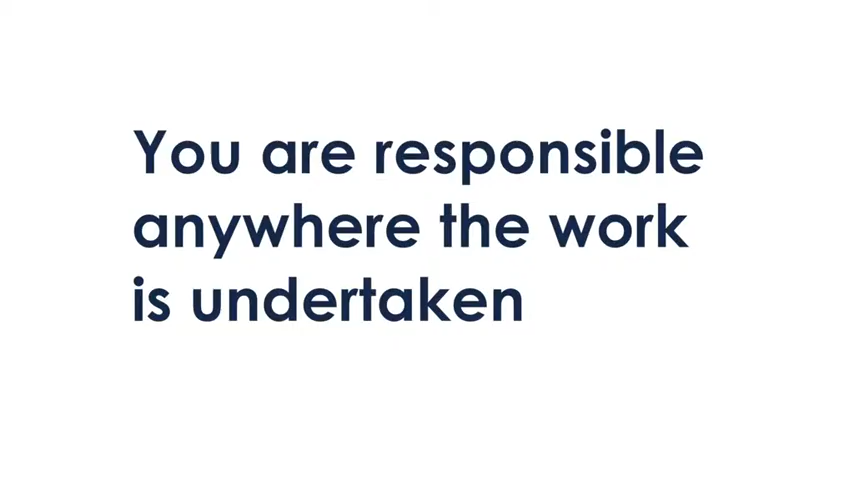 You are responsible
anywhere the work
is undertaken